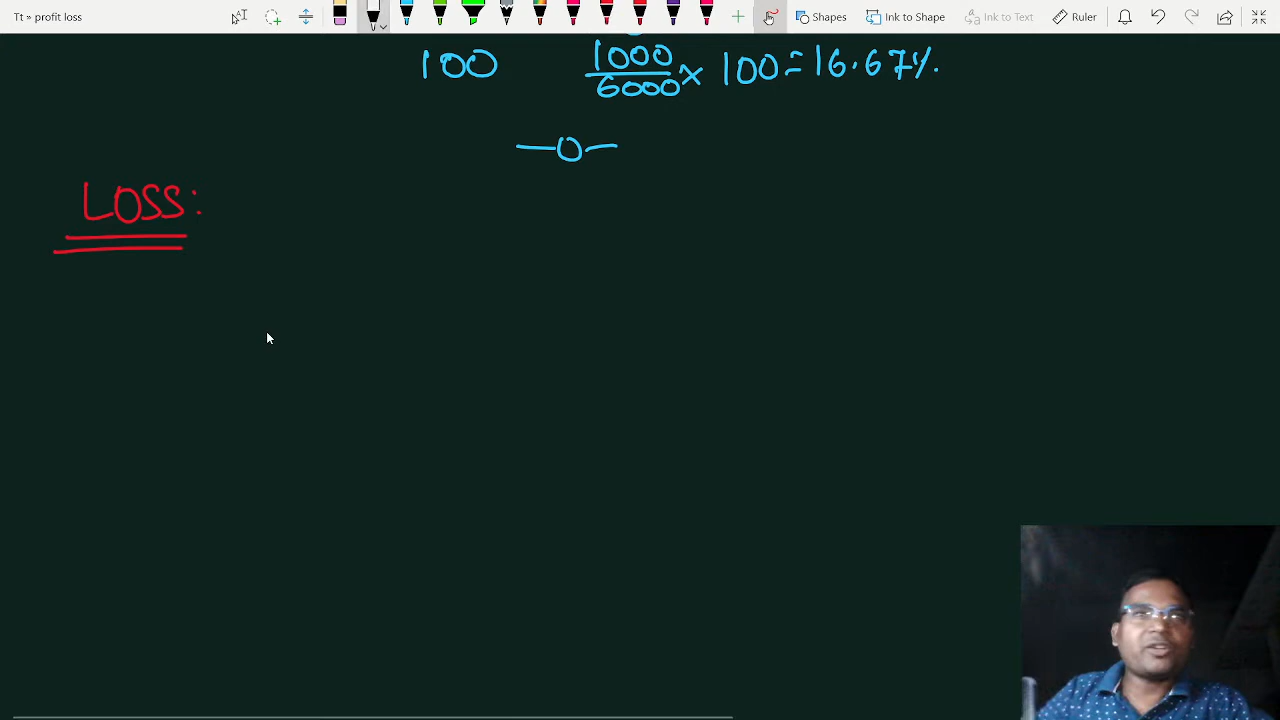 Tt » profit loss Shapes Ink to Shape Ink to Text Ruler Share
1000
100 ――― × 100 = 16.67%.
6000
—0—
LOSS: